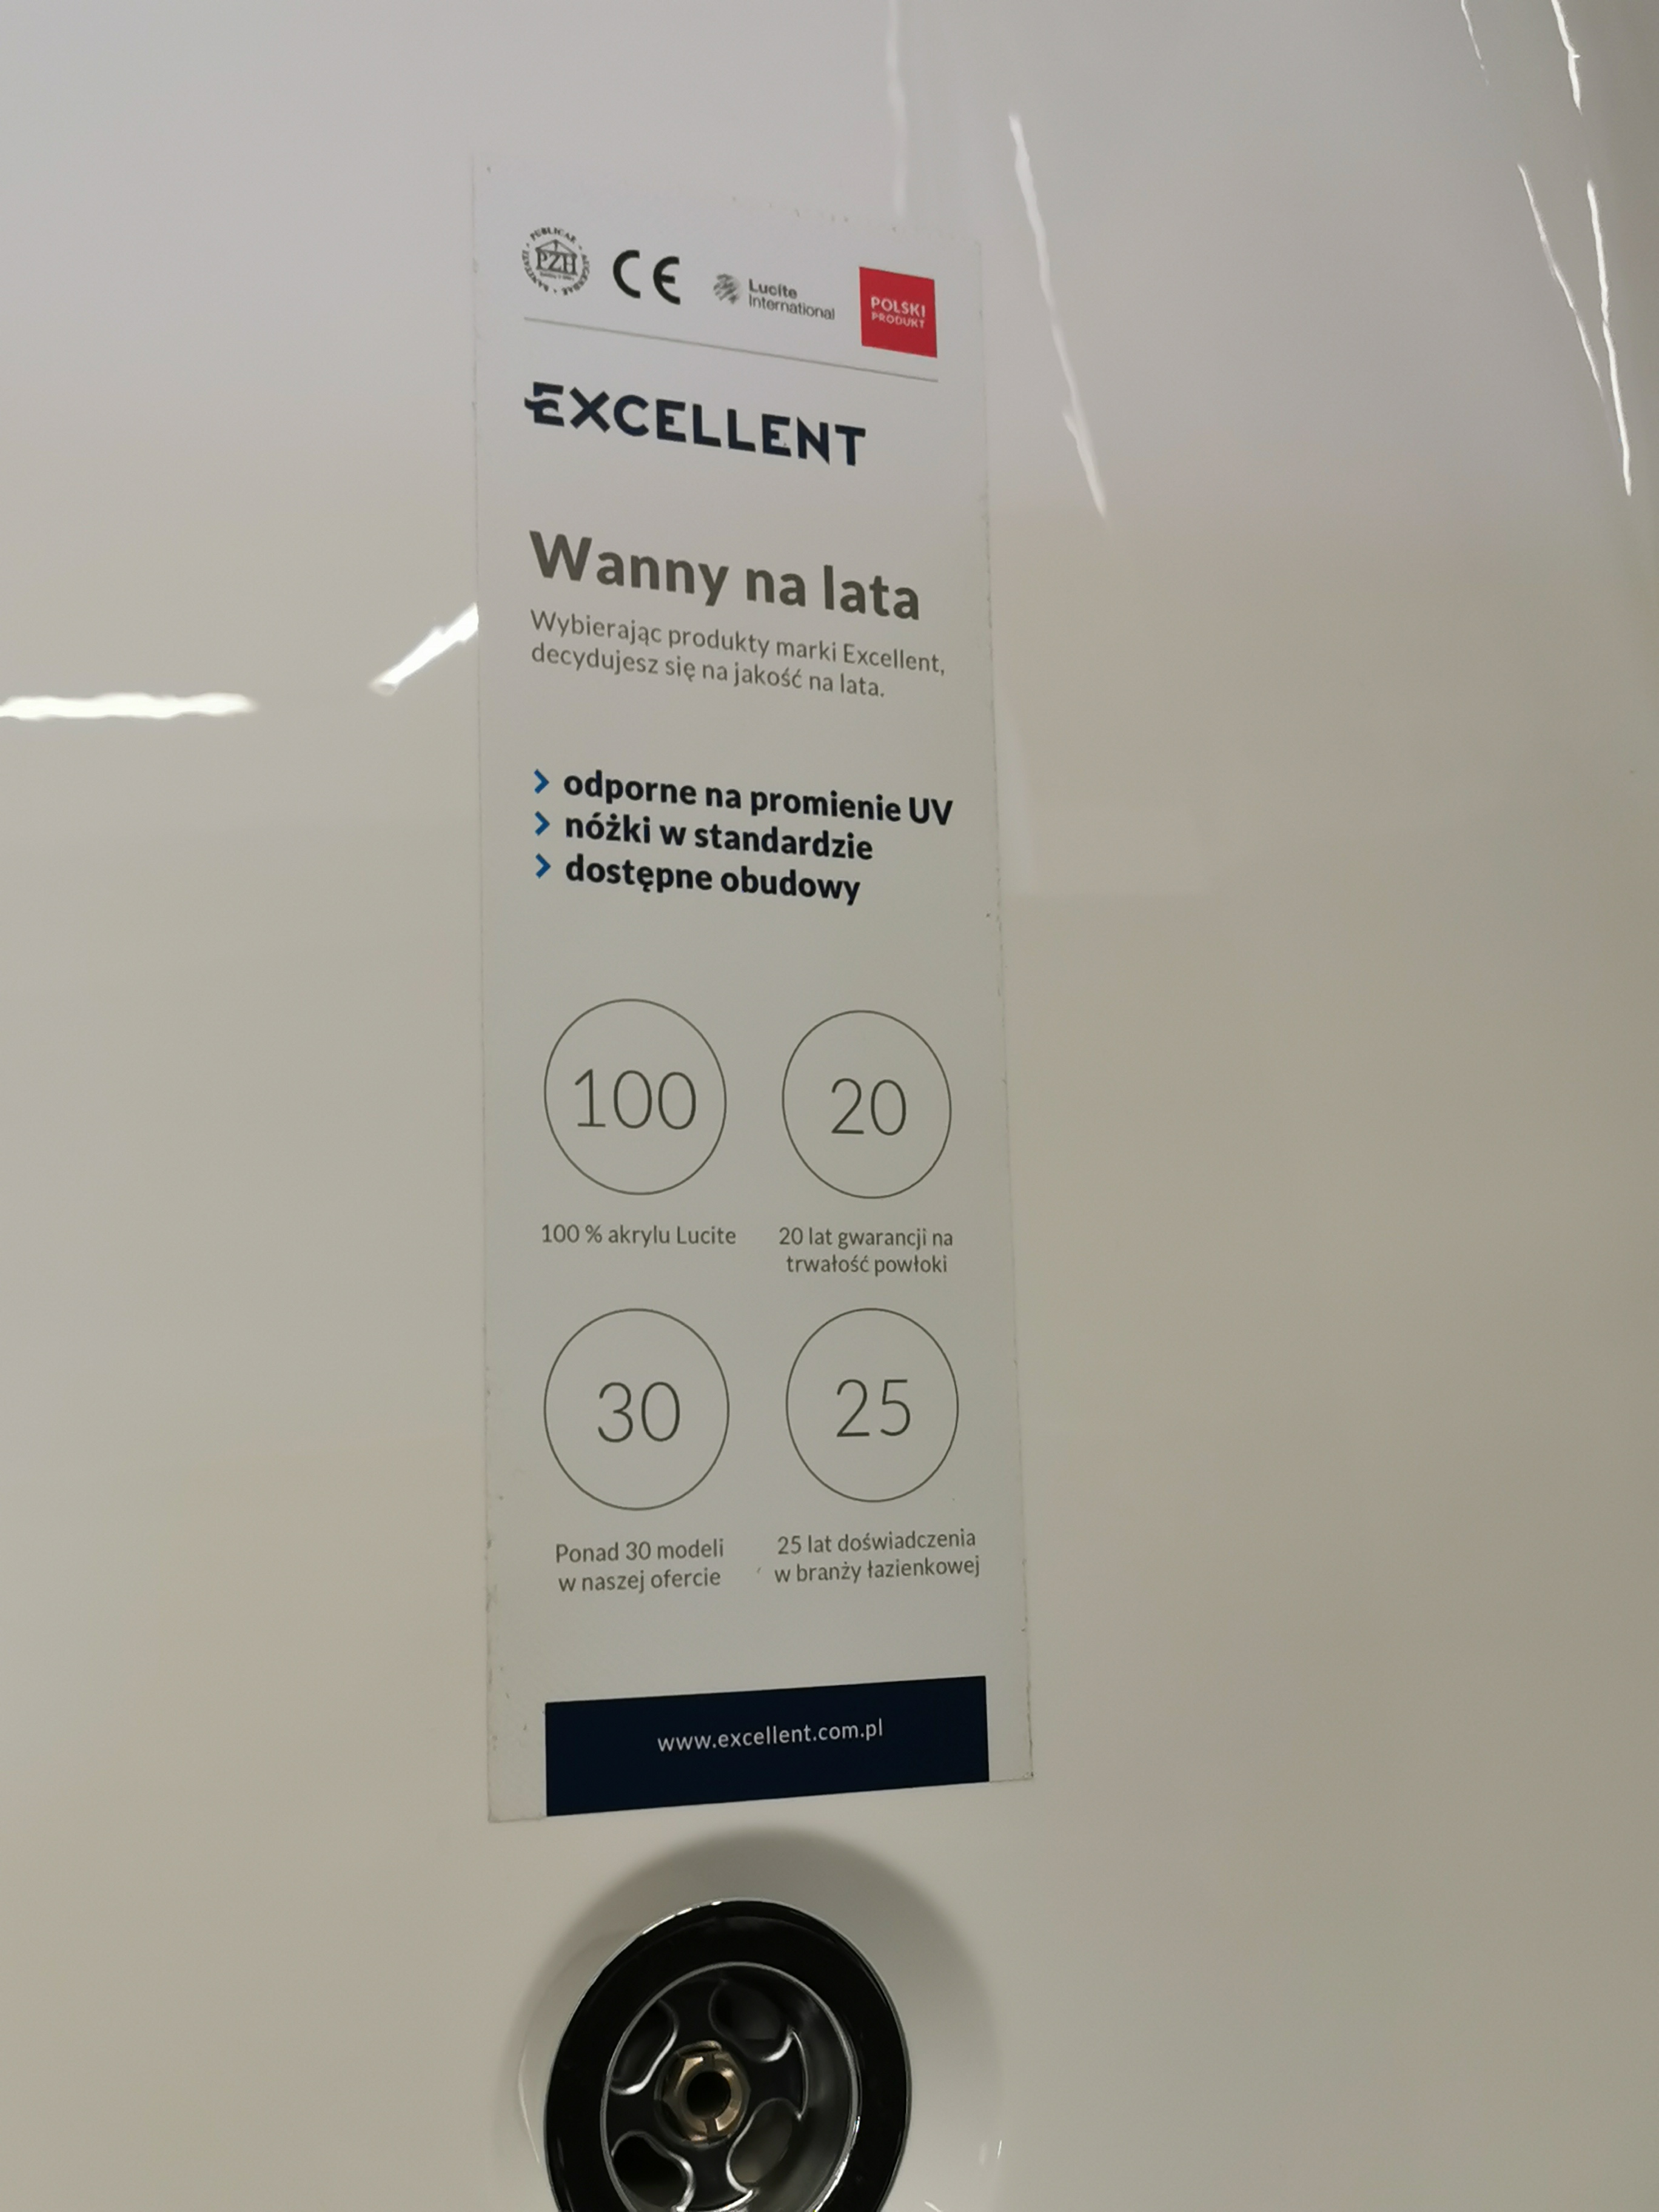 PUBLICAE
PZH
CE
Lucite
International
POLSKI
PRODUKT
EXCELLENT
Wanny na lata
Wybierając produkty marki Excellent,
decydujesz się na jakość na lata.
odporne na promienie UV
nóżki w standardzie
dostępne obudowy
100
20
100 % akrylu Lucite
20 lat gwarancji na
trwałość powłoki
30
25
Ponad 30 modeli
w naszej ofercie
25 lat doświadczenia
w branży łazienkowej
www.excellent.com.pl